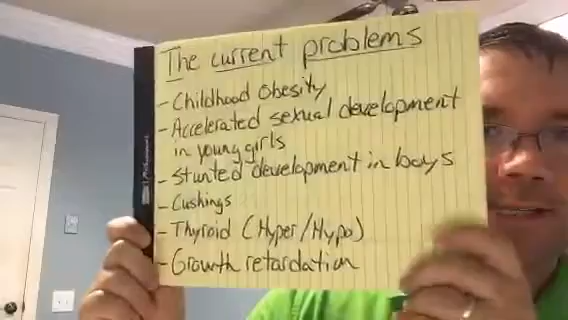 The current problems
- Childhood Obesity
- Accelerated sexual development
in young girls
- Stunted development in boys
- Cushings
- Thyroid (Hyper/Hypo)
- Growth retardation